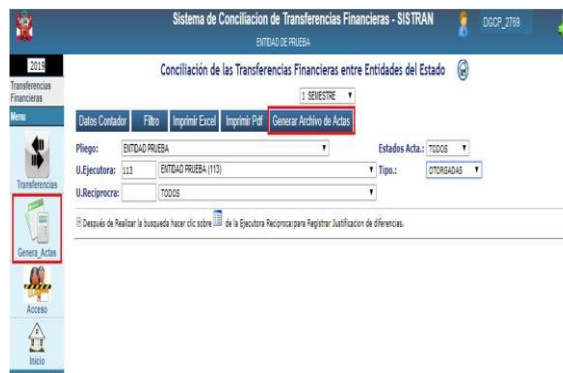 Sistema de Conciliacion de Transferencias Financieras - SISTRAN
DGCP_2769
ENTIDAD DE PRUEBA
2019
Conciliación de las Transferencias Financieras entre Entidades del Estado
Transferencias
Financieras
I SEMESTRE
Menu
Datos Contador Filtro Imprimir Excel Imprimir Pdf Generar Archivo de Actas
Pliego: ENTIDAD PRUEBA Estados Acta.: TODOS
U.Ejecutora: 113 ENTIDAD PRUEBA (113) Tipo.: OTORGADAS
U.Reciprocra: TODOS
Transferencias
Después de Realizar la busqueda hacer clic sobre de la Ejecutora Reciproca para Registrar Justificacion de diferencias.
Genera_Actas
Acceso
Inicio